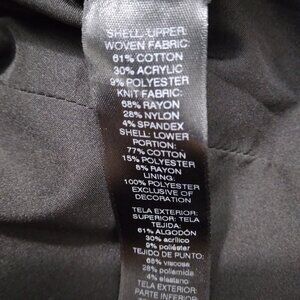 SHELL-UPPER
WOVEN FABRIC:
61% COTTON
30% ACRYLIC
9% POLYESTER
KNIT FABRIC:
68% RAYON
28% NYLON
4% SPANDEX
SHELL: LOWER
PORTION:
77% COTTON
15% POLYESTER
8% RAYON
LINING:
100% POLYESTER
EXCLUSIVE OF
DECORATION
TELA EXTERIOR:
SUPERIOR: TELA
TEJIDA:
61% ALGODÓN
30% acrílico
9% poliéster
TEJIDO DE PUNTO:
68% viscosa
28% poliamida
4% elastano
TELA EXTERIOR:
PARTE INFERIOR